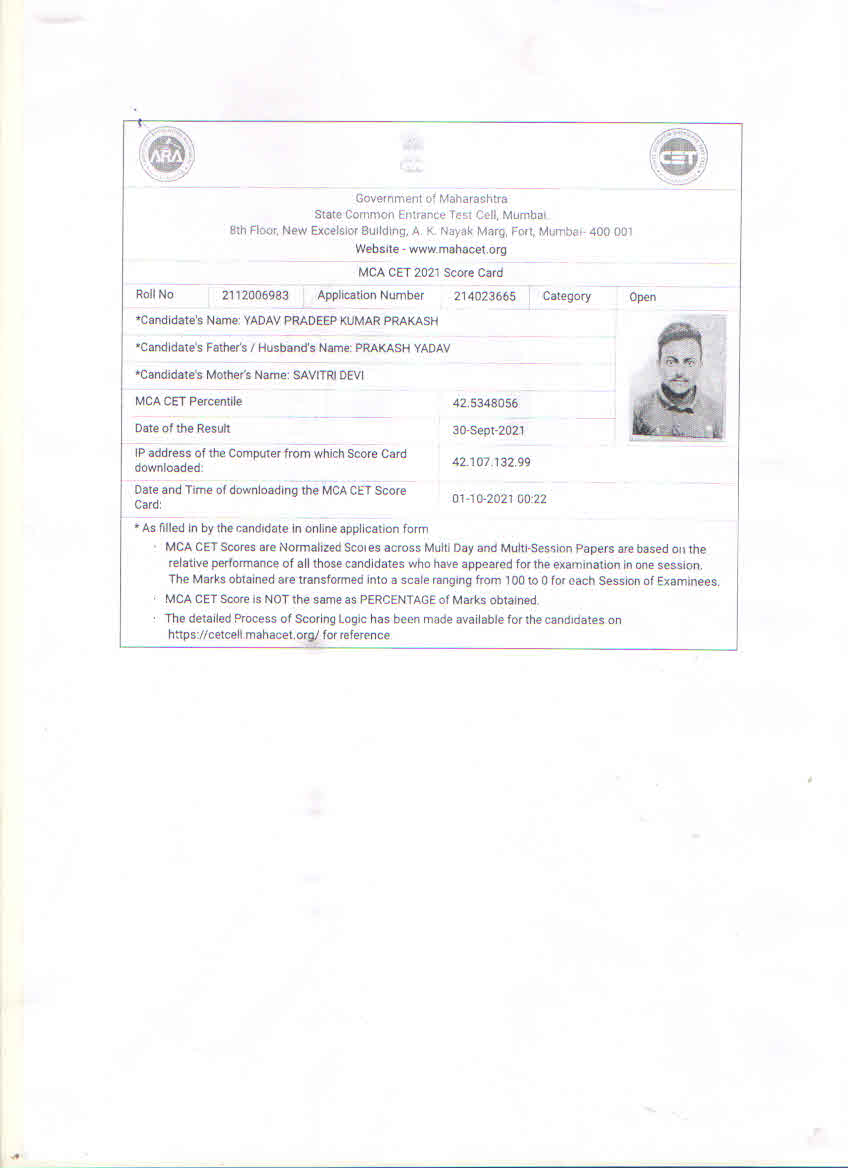 ARA
CET
Government of Maharashtra
State Common Entrance Test Cell, Mumbai.
8th Floor, New Excelsior Building, A. K. Nayak Marg, Fort, Mumbai- 400 001
Website - www.mahacet.org
MCA CET 2021 Score Card
Roll No 2112006983 Application Number 214023665 Category Open
*Candidate's Name: YADAV PRADEEP KUMAR PRAKASH
*Candidate's Father's / Husband's Name: PRAKASH YADAV
*Candidate's Mother's Name: SAVITRI DEVI
MCA CET Percentile 42.5348056
Date of the Result 30-Sept-2021
IP address of the Computer from which Score Card
downloaded: 42.107.132.99
Date and Time of downloading the MCA CET Score
Card: 01-10-2021 00:22
* As filled in by the candidate in online application form
· MCA CET Scores are Normalized Scores across Multi Day and Multi-Session Papers are based on the
relative performance of all those candidates who have appeared for the examination in one session.
The Marks obtained are transformed into a scale ranging from 100 to 0 for each Session of Examinees.
· MCA CET Score is NOT the same as PERCENTAGE of Marks obtained.
· The detailed Process of Scoring Logic has been made available for the candidates on
https://cetcell.mahacet.org/ for reference